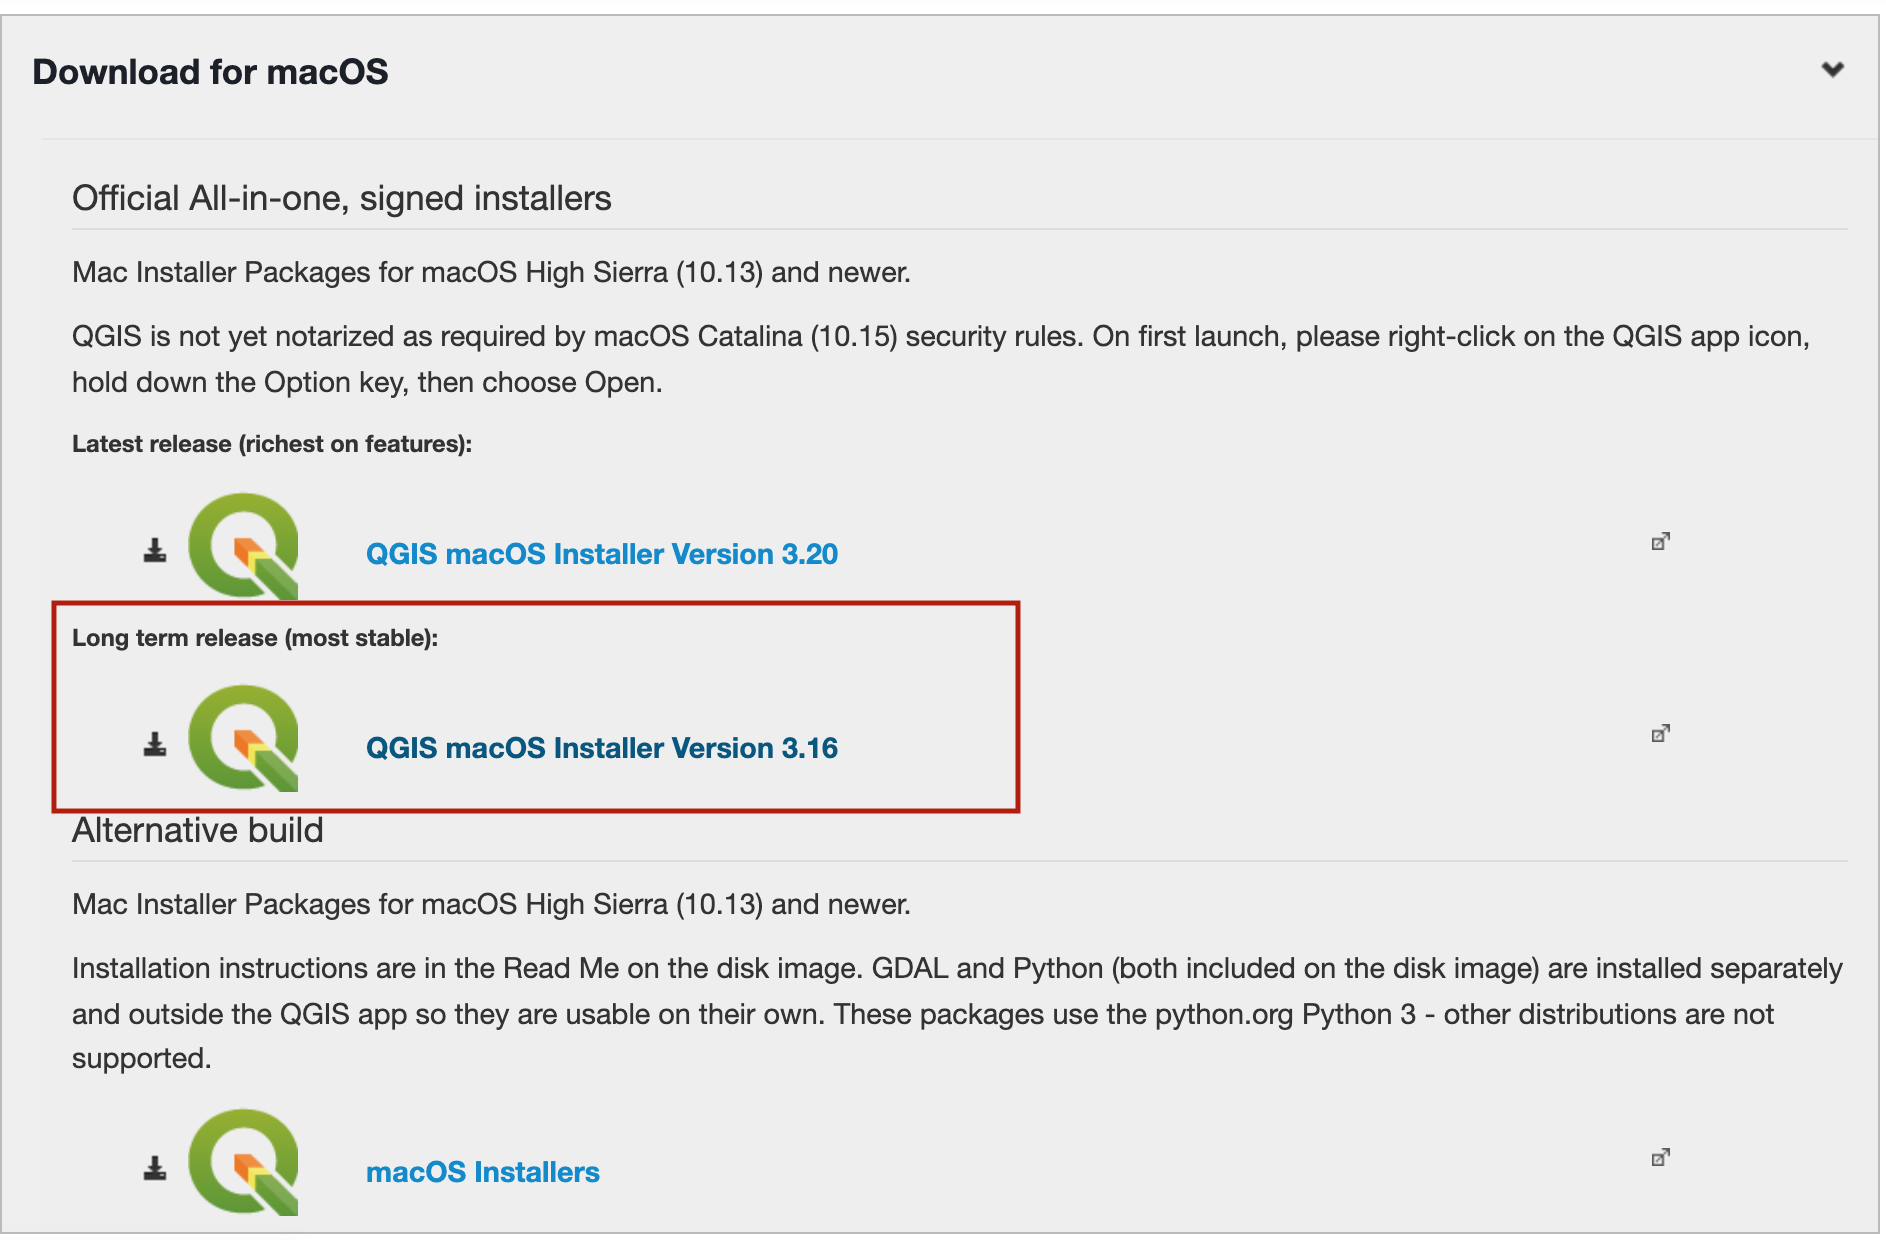 Download for macOS
Official All-in-one, signed installers
Mac Installer Packages for macOS High Sierra (10.13) and newer.
QGIS is not yet notarized as required by macOS Catalina (10.15) security rules. On first launch, please right-click on the QGIS app icon,
hold down the Option key, then choose Open.
Latest release (richest on features):
QGIS macOS Installer Version 3.20
Long term release (most stable):
QGIS macOS Installer Version 3.16
Alternative build
Mac Installer Packages for macOS High Sierra (10.13) and newer.
Installation instructions are in the Read Me on the disk image. GDAL and Python (both included on the disk image) are installed separately
and outside the QGIS app so they are usable on their own. These packages use the python.org Python 3 - other distributions are not
supported.
macOS Installers